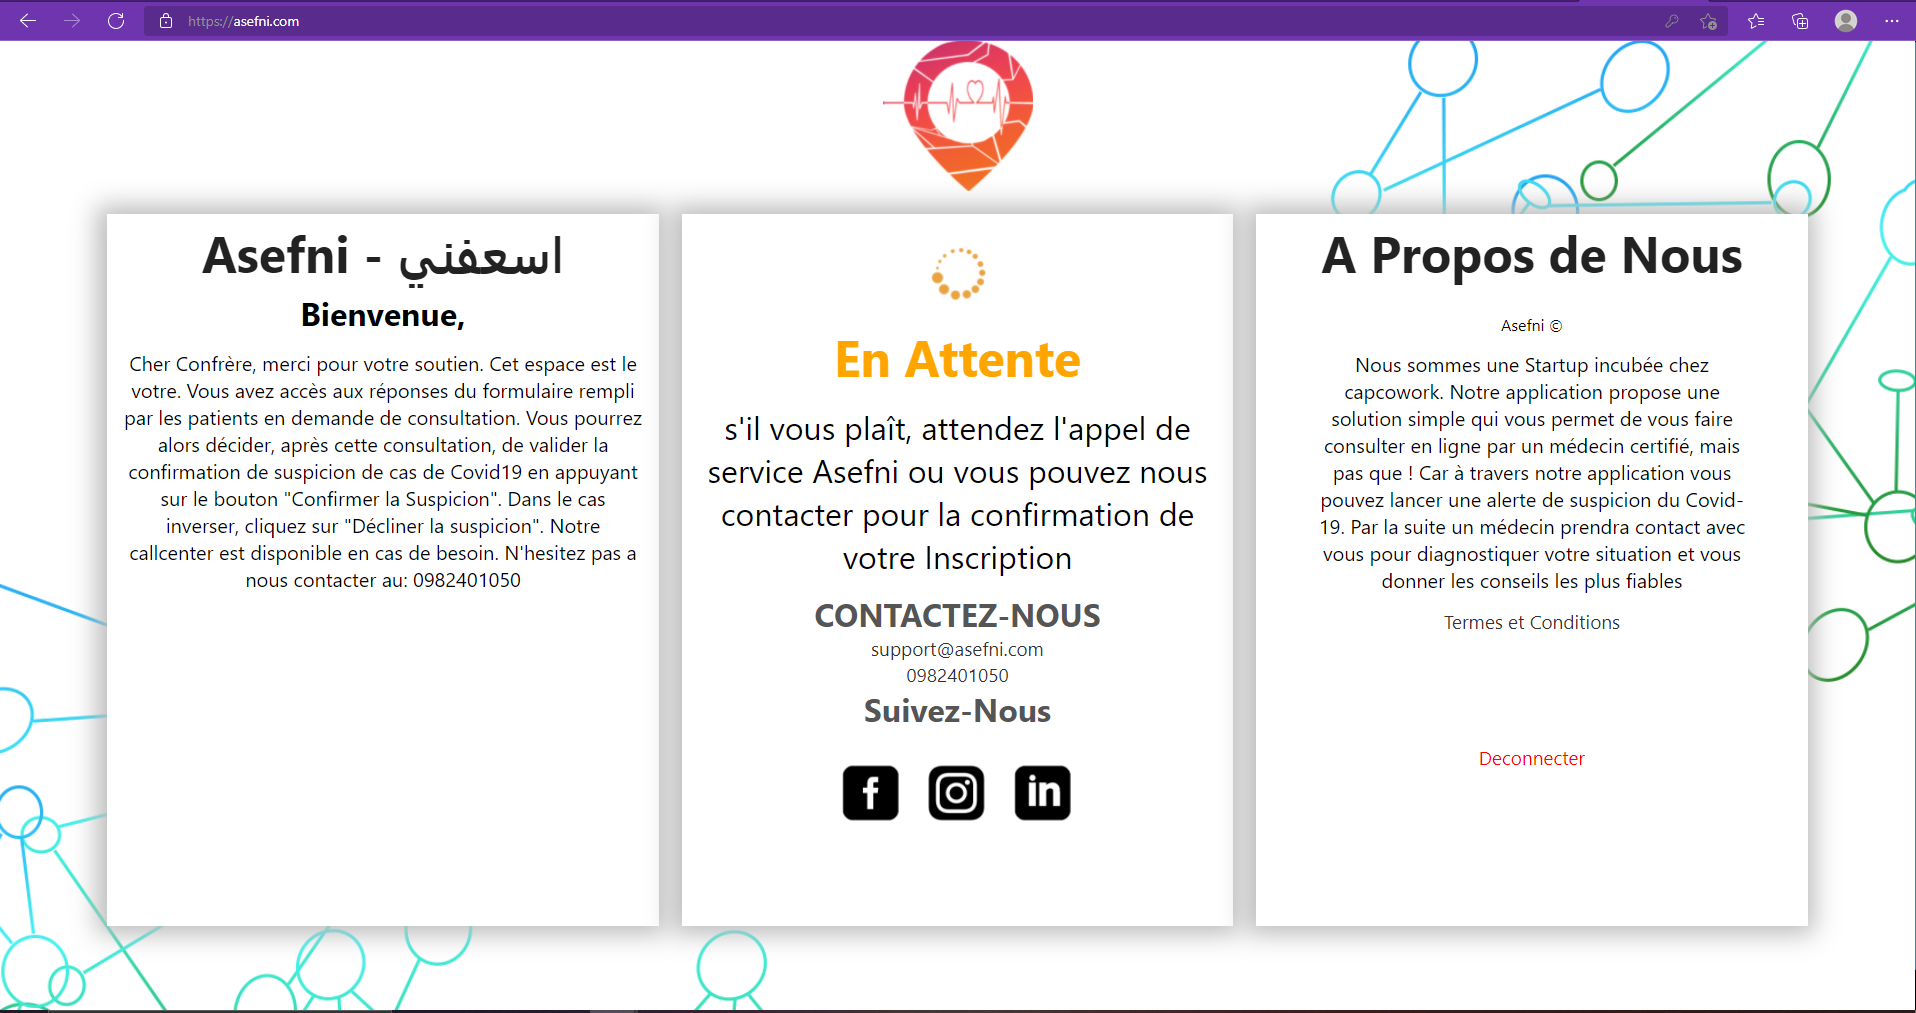 https://asefni.com
Asefni - اسعفني
Bienvenue,
Cher Confrère, merci pour votre soutien. Cet espace est le
votre. Vous avez accès aux réponses du formulaire rempli
par les patients en demande de consultation. Vous pourrez
alors décider, après cette consultation, de valider la
confirmation de suspicion de cas de Covid19 en appuyant
sur le bouton "Confirmer la Suspicion". Dans le cas
inverser, cliquez sur "Décliner la suspicion". Notre
callcenter est disponible en cas de besoin. N'hesitez pas a
nous contacter au: 0982401050
En Attente
s'il vous plaît, attendez l'appel de
service Asefni ou vous pouvez nous
contacter pour la confirmation de
votre Inscription
CONTACTEZ-NOUS
support@asefni.com
0982401050
Suivez-Nous
f
in
A Propos de Nous
Asefni ©
Nous sommes une Startup incubée chez
capcowork. Notre application propose une
solution simple qui vous permet de vous faire
consulter en ligne par un médecin certifié, mais
pas que ! Car à travers notre application vous
pouvez lancer une alerte de suspicion du Covid-
19. Par la suite un médecin prendra contact avec
vous pour diagnostiquer votre situation et vous
donner les conseils les plus fiables
Termes et Conditions
Deconnecter